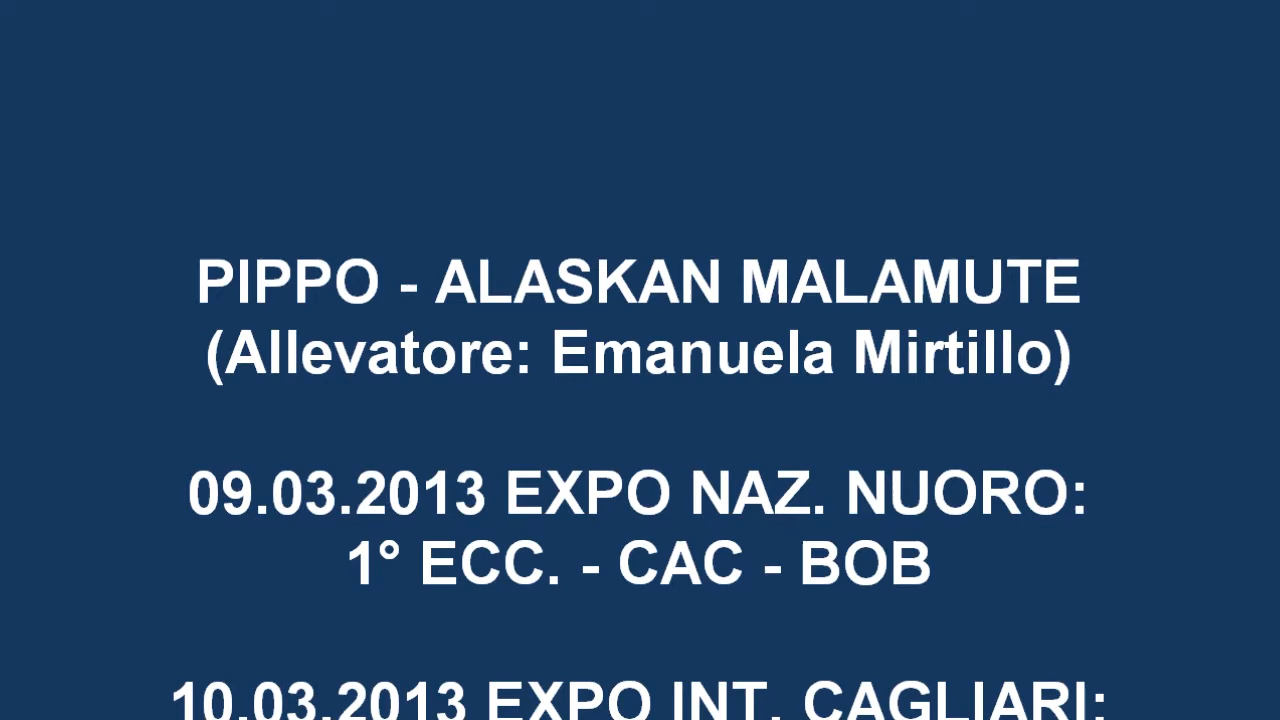 PIPPO - ALASKAN MALAMUTE
(Allevatore: Emanuela Mirtillo)
09.03.2013 EXPO NAZ. NUORO:
1° ECC. - CAC - BOB
10.03.2013 EXPO INT. CAGLIARI: